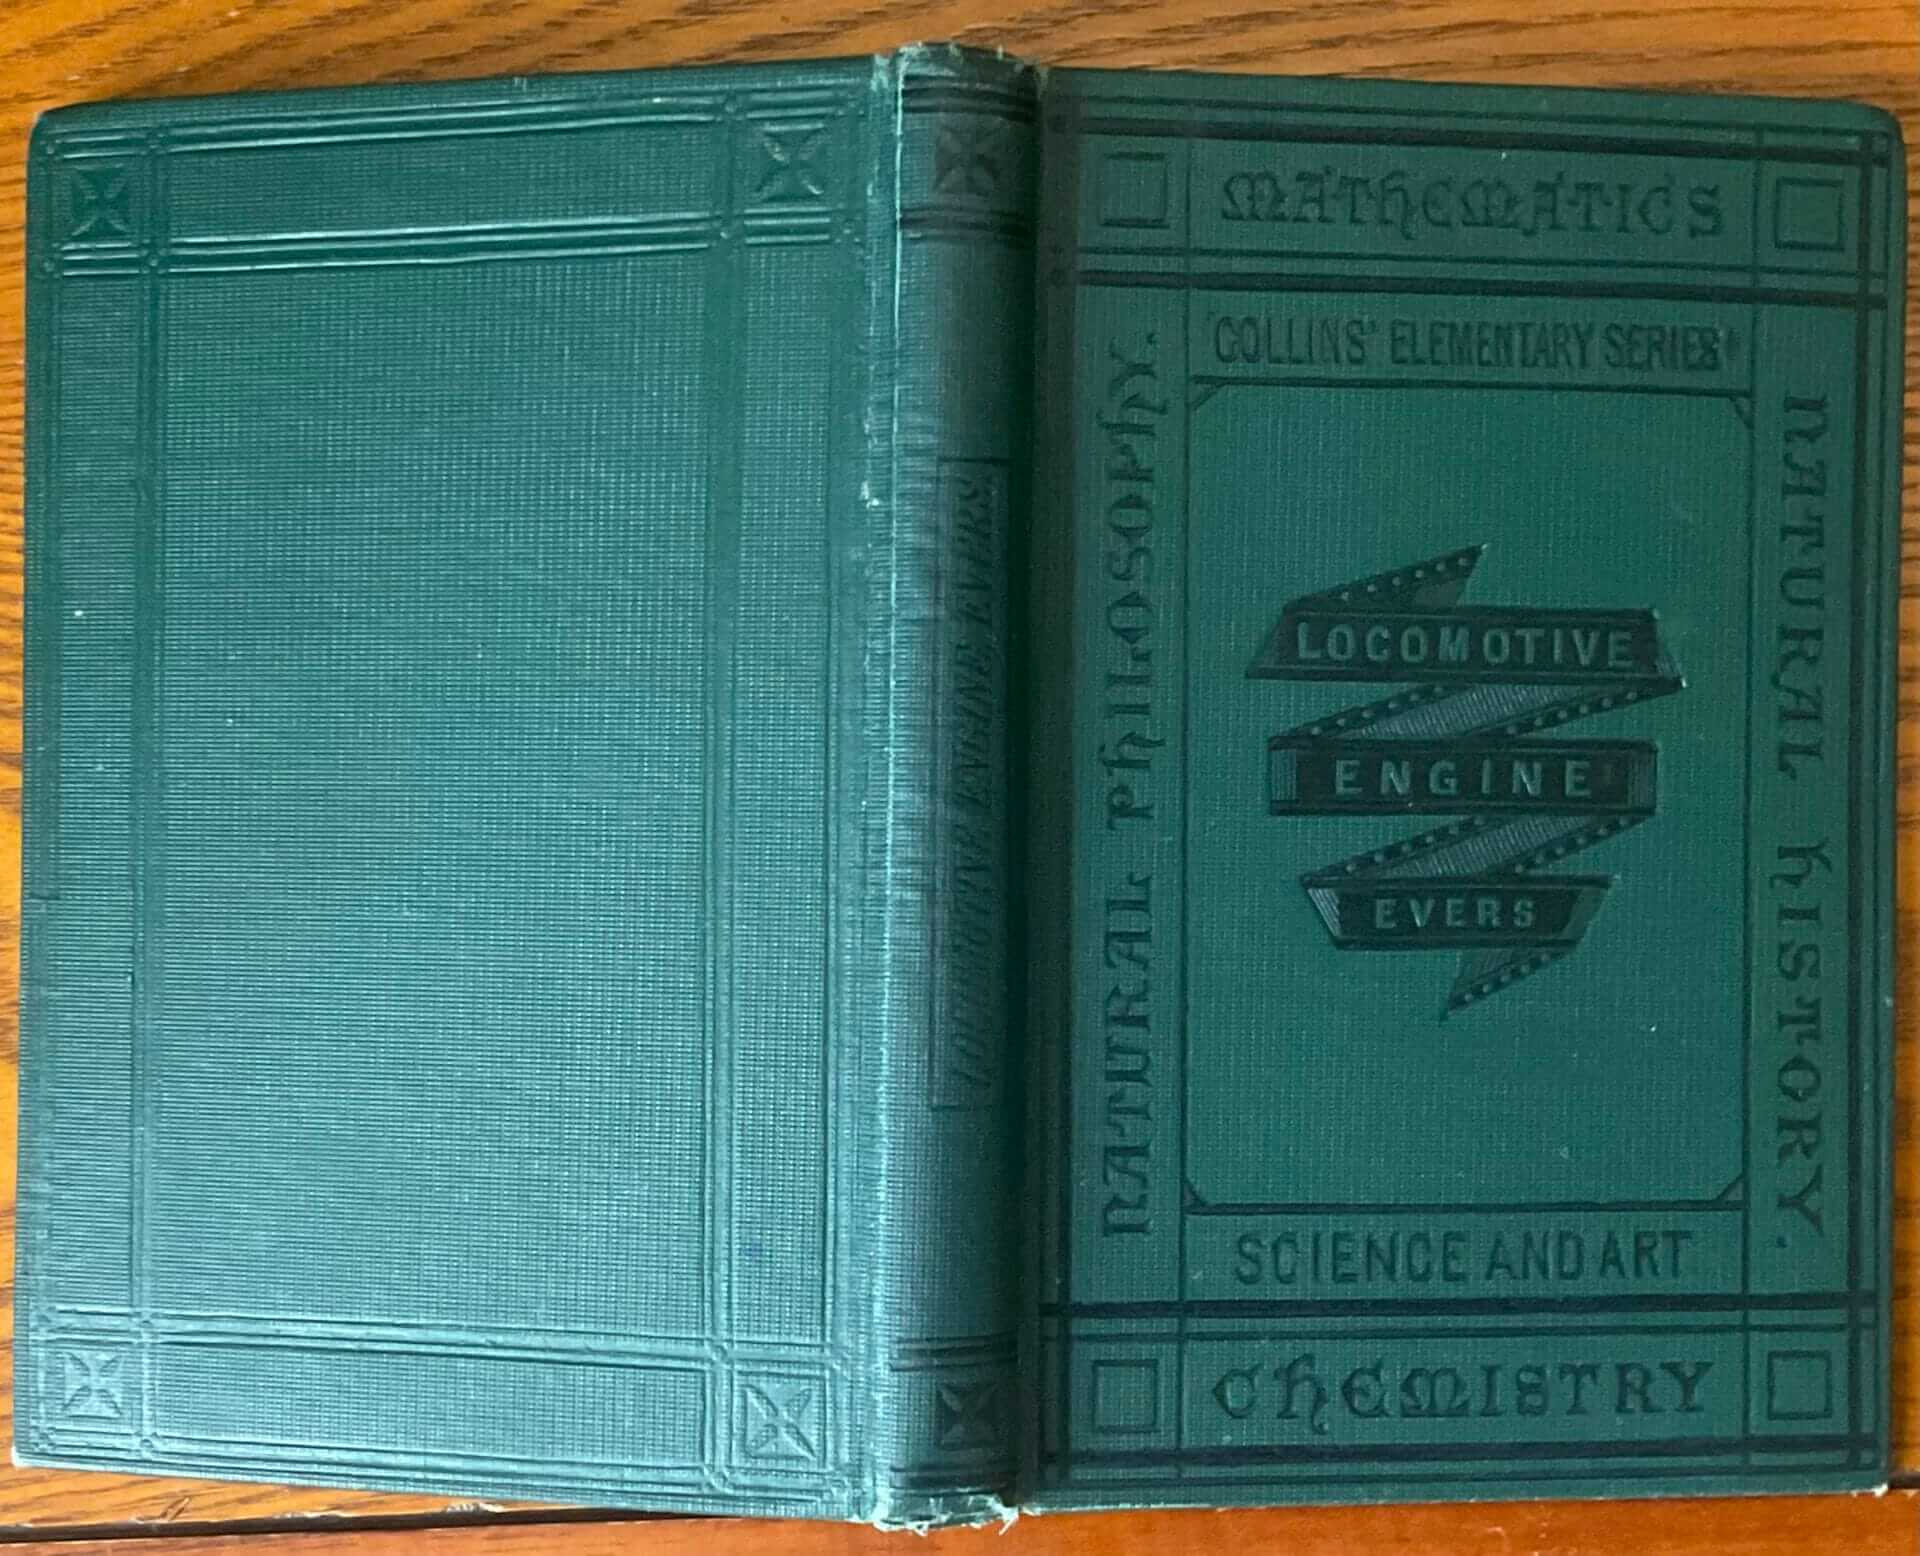 LOCOMOTIVE ENGINE, EVERS
MATHEMATICS
NATURAL PHILOSOPHY.
COLLINS' ELEMENTARY SERIES
LOCOMOTIVE
ENGINE
EVERS
SCIENCE AND ART
NATURAL HISTORY.
CHEMISTRY